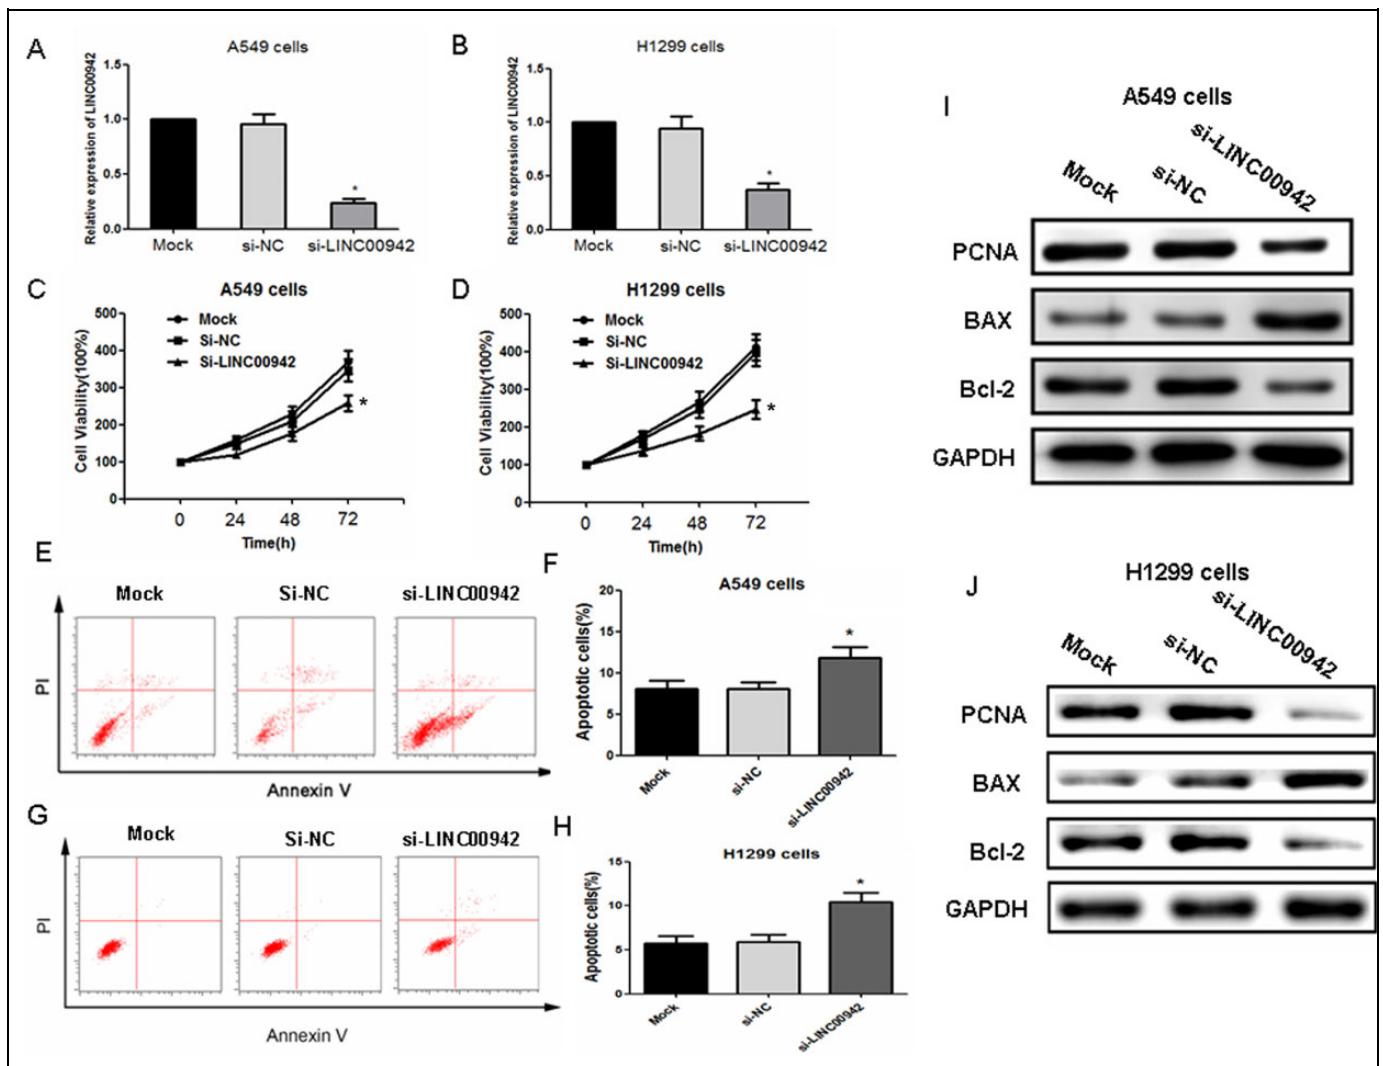 A
A549 cells
Relative expression of LINC00942
1.5
1.0
0.5
0.0
*
Mock si-NC si-LINC00942
B
H1299 cells
Relative expression of LINC00942
1.5
1.0
0.5
0.0
*
Mock si-NC si-LINC00942
C
A549 cells
Cell Viability(100%)
500
400
300
200
100
0
Mock
Si-NC
Si-LINC00942
*
0 24 48 72
Time(h)
D
H1299 cells
Cell Viability(100%)
500
400
300
200
100
0
Mock
Si-NC
Si-LINC00942
*
0 24 48 72
Time(h)
E
Mock Si-NC si-LINC00942
PI
Annexin V
F
A549 cells
Apoptotic cells(%)
20
15
10
5
0
*
Mock si-NC si-LINC00942
G
Mock Si-NC si-LINC00942
PI
Annexin V
H
H1299 cells
Apoptotic cells(%)
15
10
5
0
*
Mock si-NC si-LINC00942
I
A549 cells
Mock si-NC si-LINC00942
PCNA
BAX
Bcl-2
GAPDH
J
H1299 cells
Mock si-NC si-LINC00942
PCNA
BAX
Bcl-2
GAPDH